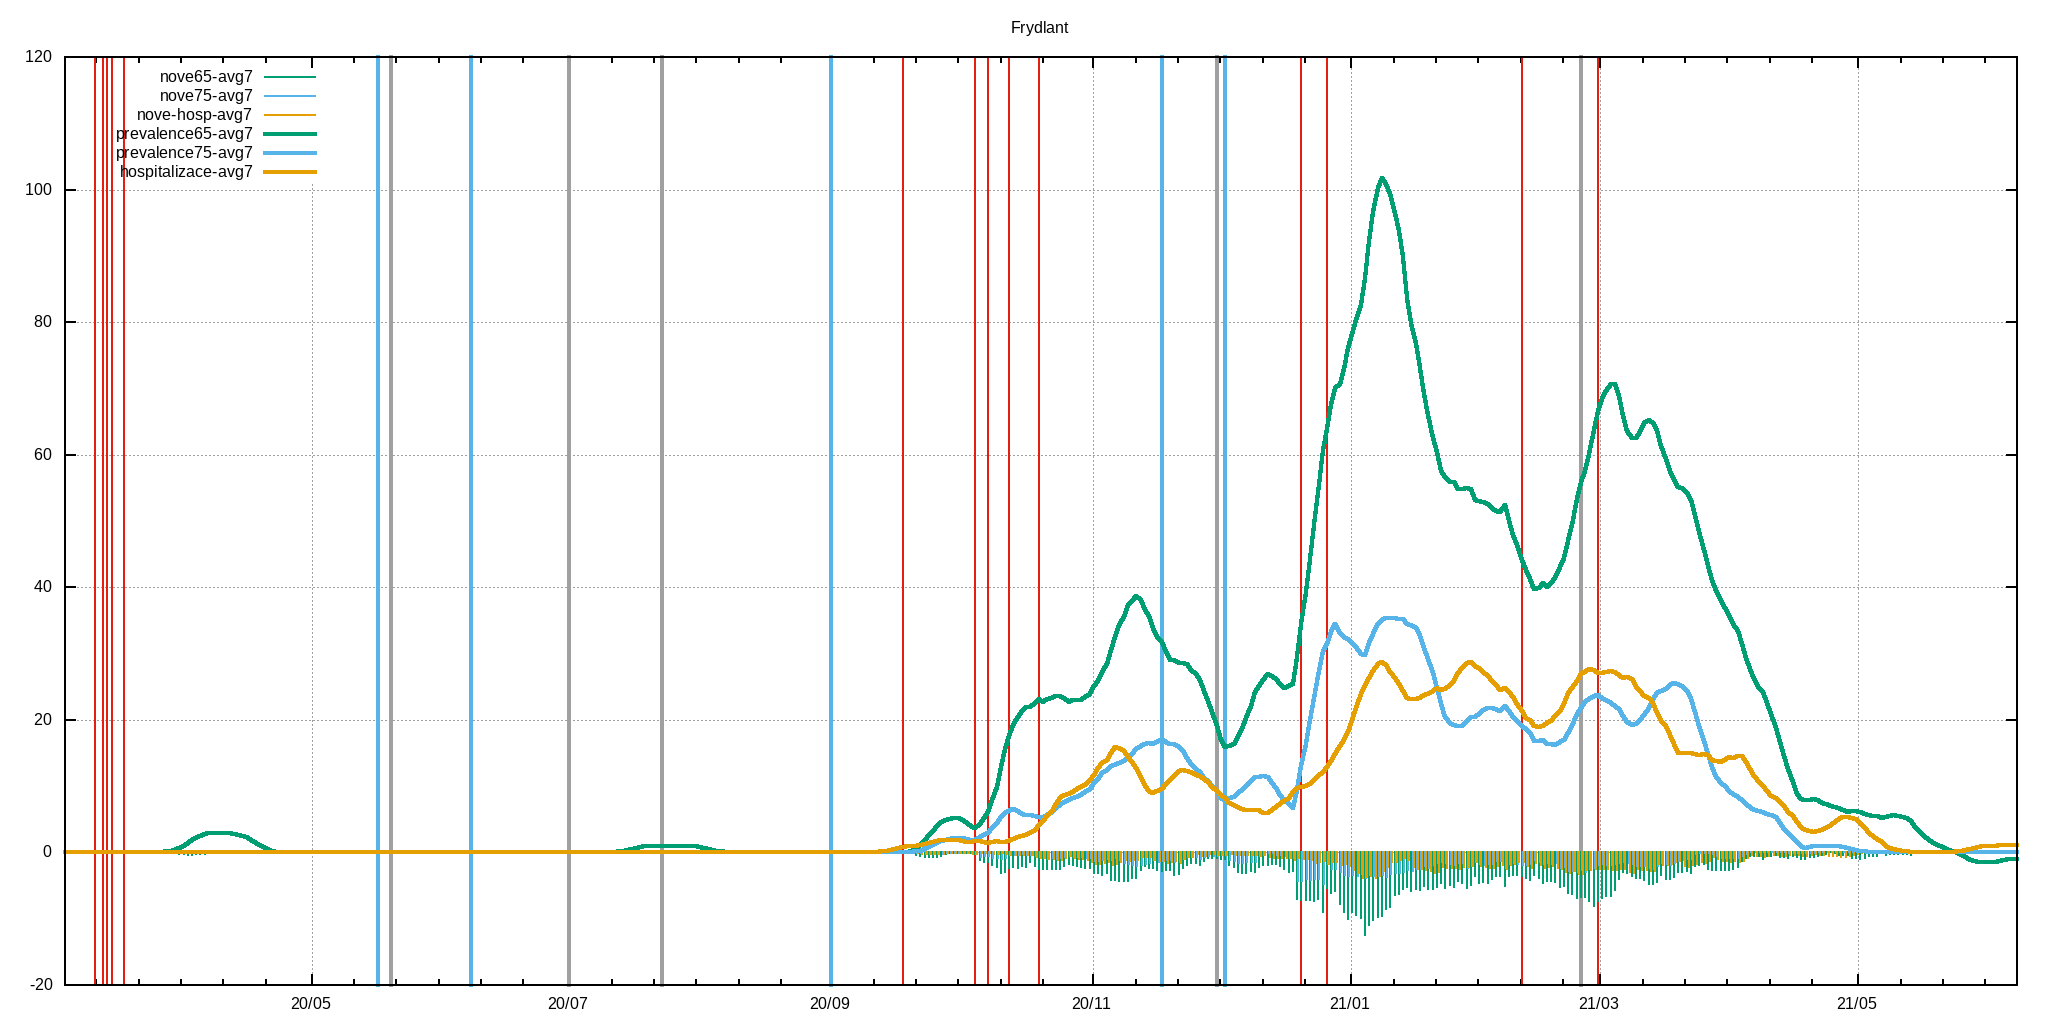 Frydlant
120
100
80
60
40
20
0
-20
nove65-avg7
nove75-avg7
nove-hosp-avg7
prevalence65-avg7
prevalence75-avg7
hospitalizace-avg7
20/05 20/07 20/09 20/11 21/01 21/03 21/05